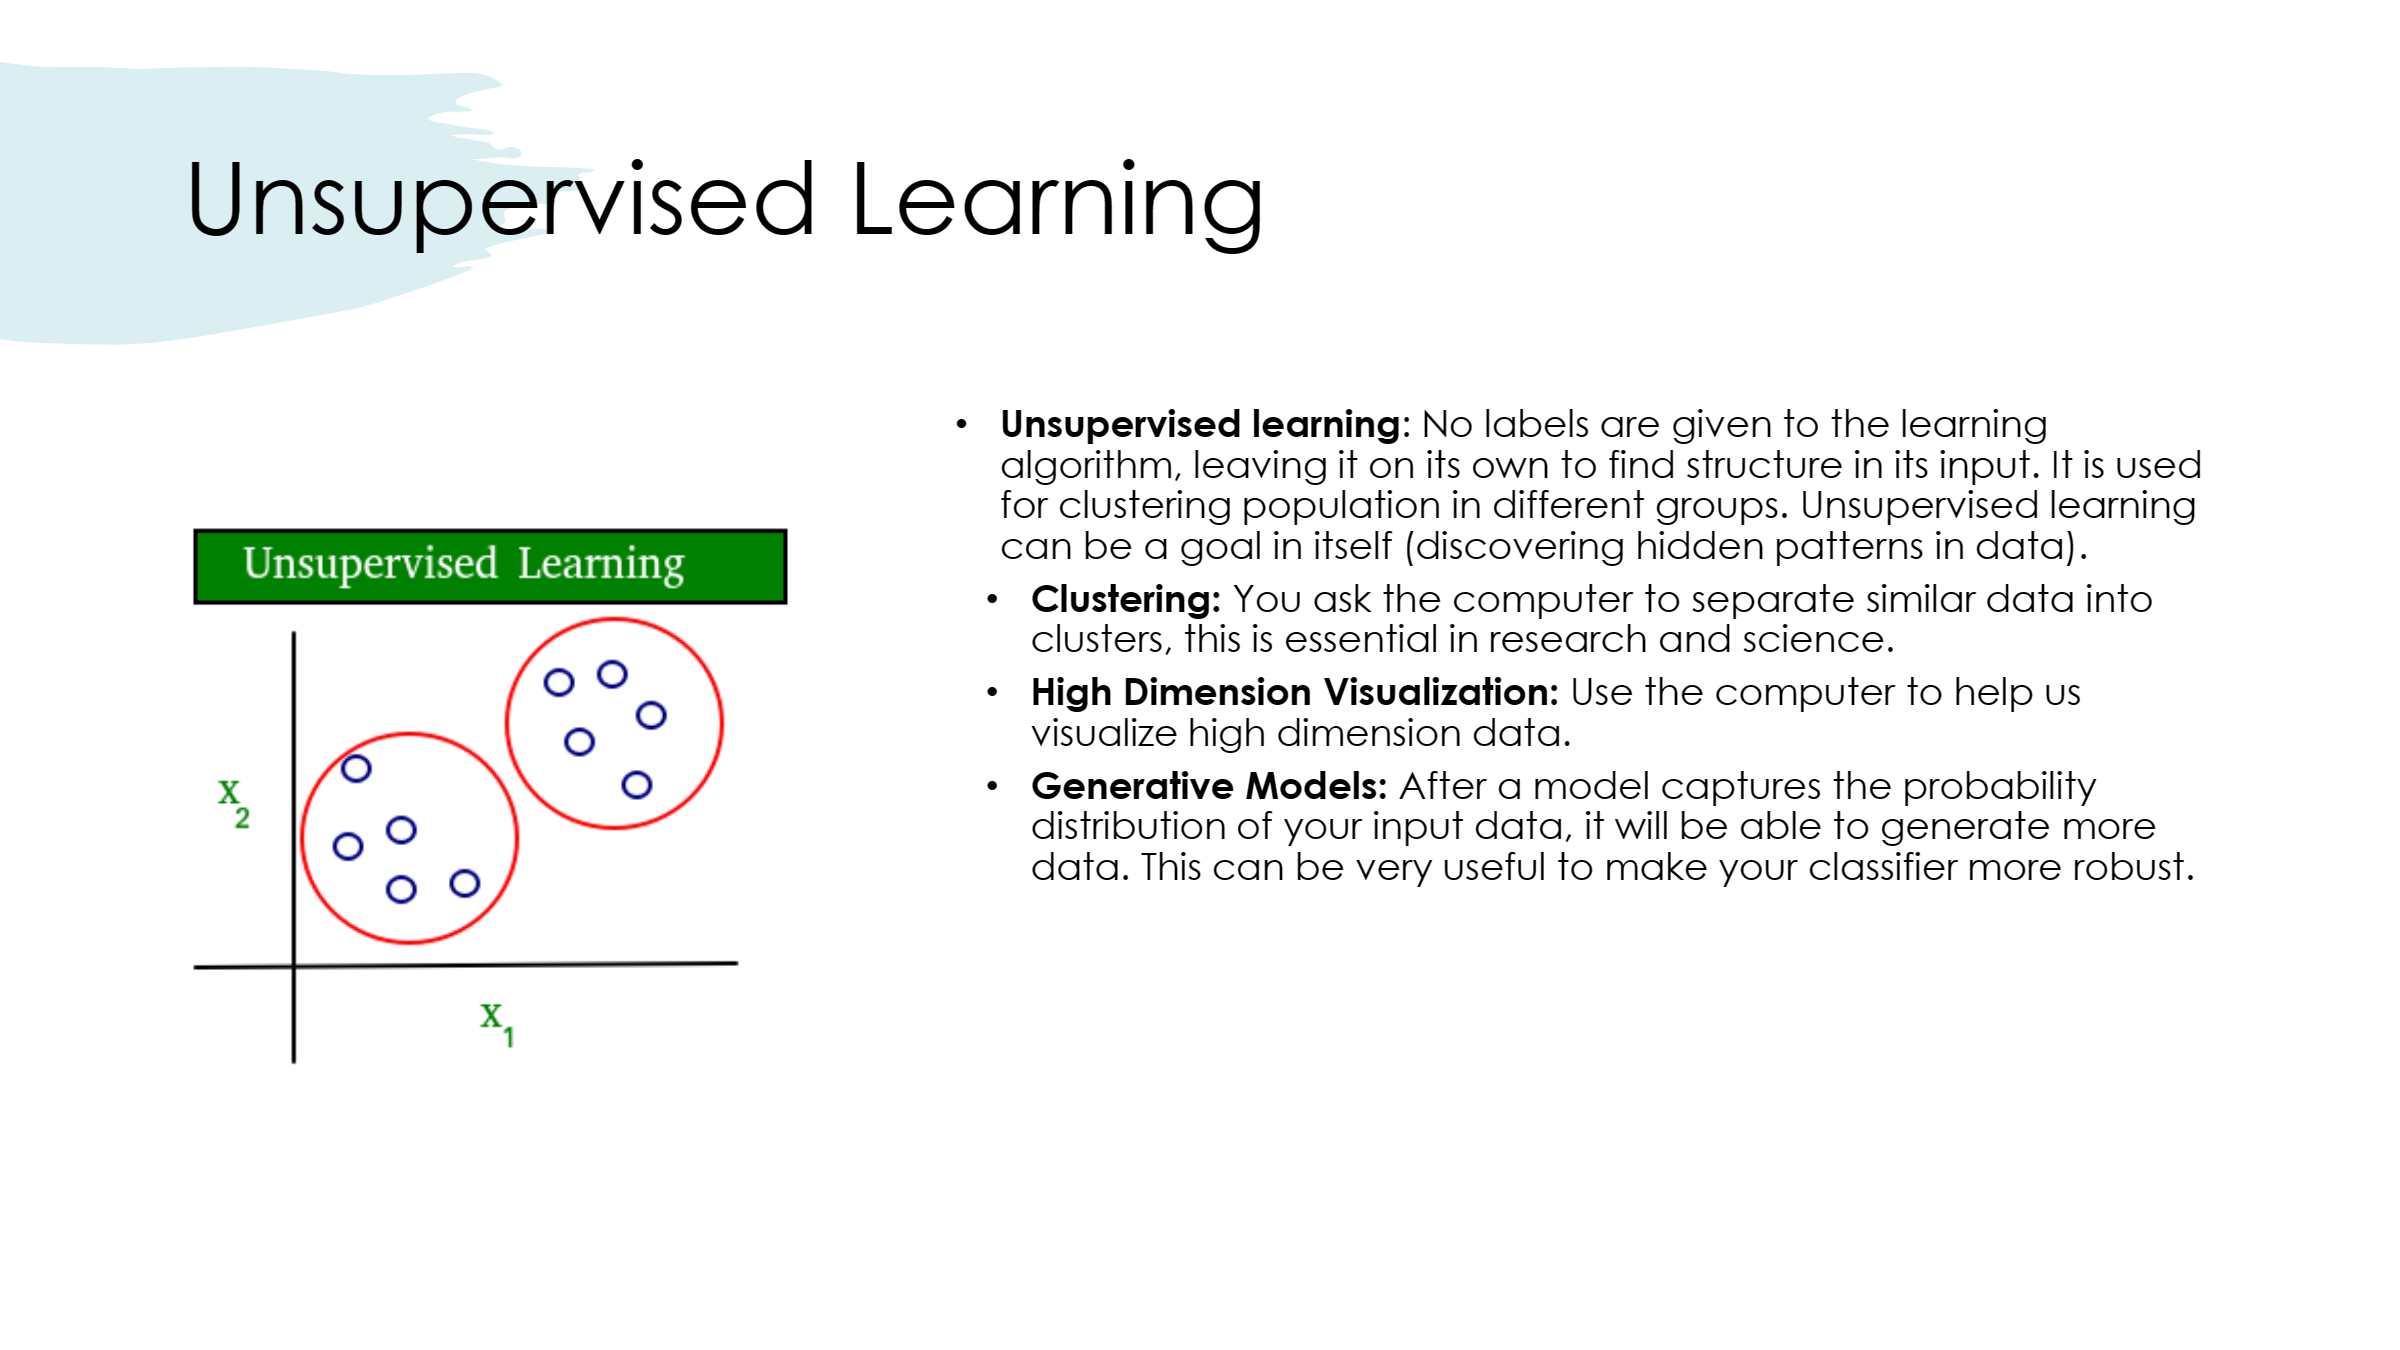 Unsupervised Learning
Unsupervised Learning
x2
x1
• Unsupervised learning: No labels are given to the learning
algorithm, leaving it on its own to find structure in its input. It is used
for clustering population in different groups. Unsupervised learning
can be a goal in itself (discovering hidden patterns in data).
• Clustering: You ask the computer to separate similar data into
clusters, this is essential in research and science.
• High Dimension Visualization: Use the computer to help us
visualize high dimension data.
• Generative Models: After a model captures the probability
distribution of your input data, it will be able to generate more
data. This can be very useful to make your classifier more robust.